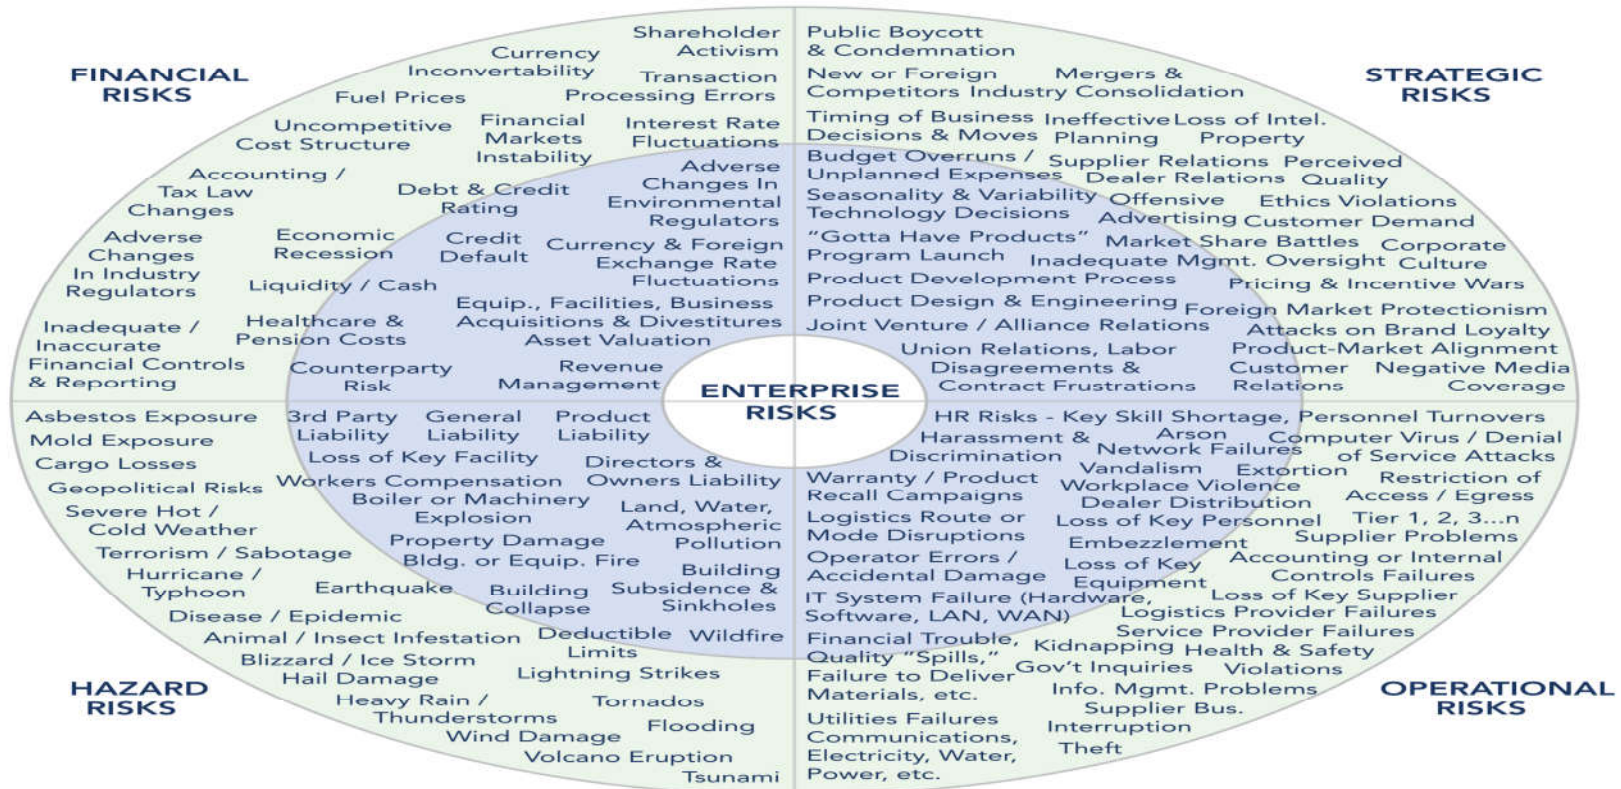 FINANCIAL
RISKS
Shareholder
Activism
Currency
Inconvertability
Transaction
Processing Errors
Fuel Prices
Uncompetitive
Cost Structure
Financial
Markets
Instability
Interest Rate
Fluctuations
Accounting /
Tax Law
Changes
Debt & Credit
Rating
Adverse
Changes In
Environmental
Regulators
Adverse
Changes
In Industry
Regulators
Economic
Recession
Credit
Default
Currency & Foreign
Exchange Rate
Fluctuations
Liquidity / Cash
Equip., Facilities, Business
Acquisitions & Divestitures
Inadequate /
Inaccurate
Financial Controls
& Reporting
Healthcare &
Pension Costs
Asset Valuation
Counterparty
Risk
Revenue
Management
STRATEGIC
RISKS
Public Boycott
& Condemnation
New or Foreign
Competitors
Mergers &
Industry Consolidation
Timing of Business
Decisions & Moves
Ineffective
Planning
Loss of Intel.
Property
Budget Overruns /
Unplanned Expenses
Supplier Relations
Dealer Relations
Perceived
Quality
Seasonality & Variability
Technology Decisions
Offensive
Advertising
Ethics Violations
Customer Demand
“Gotta Have Products”
Program Launch
Market Share Battles
Inadequate Mgmt. Oversight
Corporate
Culture
Product Development Process
Pricing & Incentive Wars
Product Design & Engineering
Foreign Market Protectionism
Joint Venture / Alliance Relations
Attacks on Brand Loyalty
Union Relations, Labor
Disagreements &
Contract Frustrations
Product-Market Alignment
Customer
Relations
Negative Media
Coverage
ENTERPRISE
RISKS
Asbestos Exposure
3rd Party
Liability
General
Liability
Product
Liability
Mold Exposure
Loss of Key Facility
Cargo Losses
Directors &
Owners Liability
Geopolitical Risks
Workers Compensation
Boiler or Machinery
Explosion
Land, Water,
Atmospheric
Pollution
Severe Hot /
Cold Weather
Property Damage
Terrorism / Sabotage
Bldg. or Equip. Fire
Hurricane /
Typhoon
Earthquake
Building
Collapse
Building
Subsidence &
Sinkholes
Disease / Epidemic
Animal / Insect Infestation
Deductible
Limits
Wildfire
Blizzard / Ice Storm
Hail Damage
Lightning Strikes
Heavy Rain /
Thunderstorms
Tornados
Wind Damage
Flooding
Volcano Eruption
Tsunami
HAZARD
RISKS
HR Risks - Key Skill Shortage, Personnel Turnovers
Harassment &
Discrimination
Arson
Network Failures
Computer Virus / Denial
of Service Attacks
Vandalism
Extortion
Warranty / Product
Recall Campaigns
Workplace Violence
Restriction of
Access / Egress
Dealer Distribution
Logistics Route or
Mode Disruptions
Loss of Key Personnel
Tier 1, 2, 3...n
Supplier Problems
Embezzlement
Operator Errors /
Accidental Damage
Loss of Key
Equipment
Accounting or Internal
Controls Failures
IT System Failure (Hardware,
Software, LAN, WAN)
Loss of Key Supplier
Logistics Provider Failures
Service Provider Failures
Financial Trouble,
Quality “Spills,”
Failure to Deliver
Materials, etc.
Kidnapping
Health & Safety
Violations
Gov’t Inquiries
Info. Mgmt. Problems
Supplier Bus.
Interruption
Utilities Failures
Communications,
Electricity, Water,
Power, etc.
Theft
OPERATIONAL
RISKS